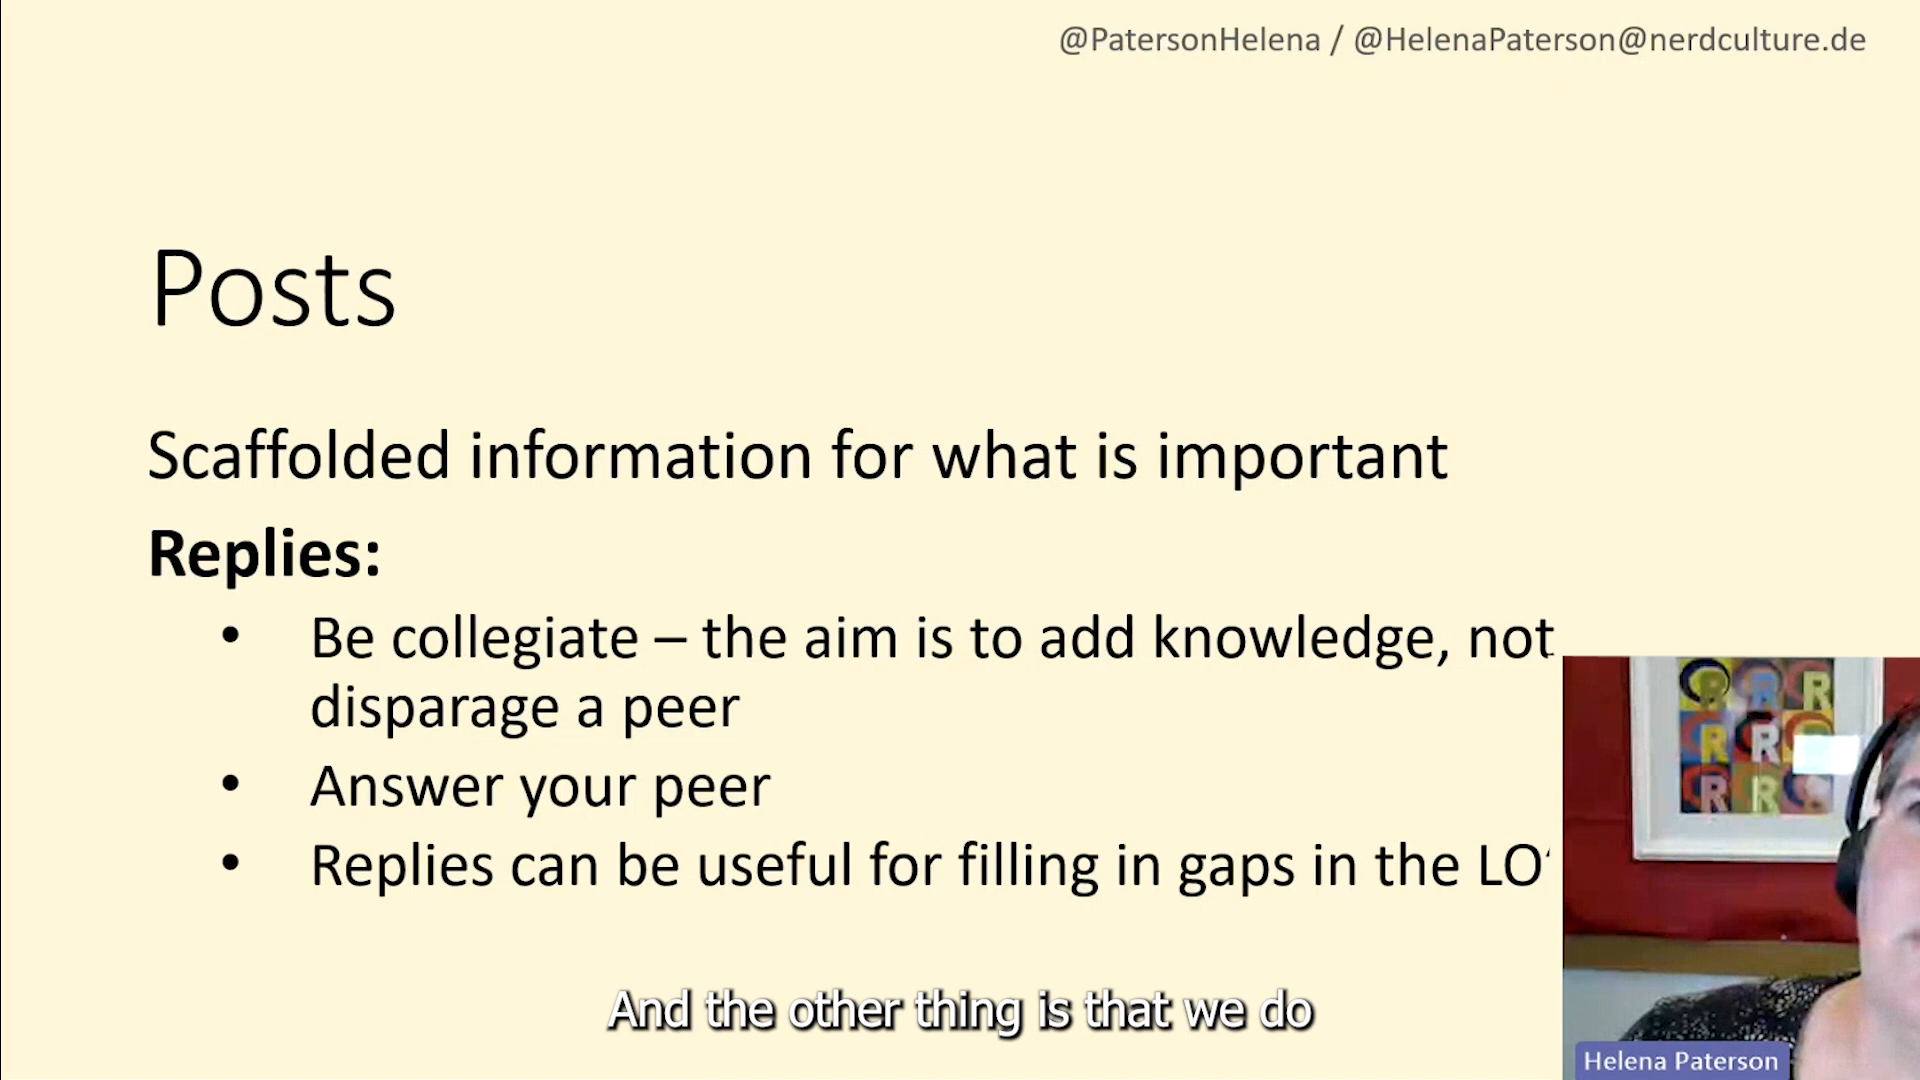 @PatersonHelena / @HelenaPaterson@nerdculture.de
Posts
Scaffolded information for what is important
Replies:
• Be collegiate – the aim is to add knowledge, not
disparage a peer
• Answer your peer
• Replies can be useful for filling in gaps in the LO’
R R R
R R
R R
And the other thing is that we do
Helena Paterson